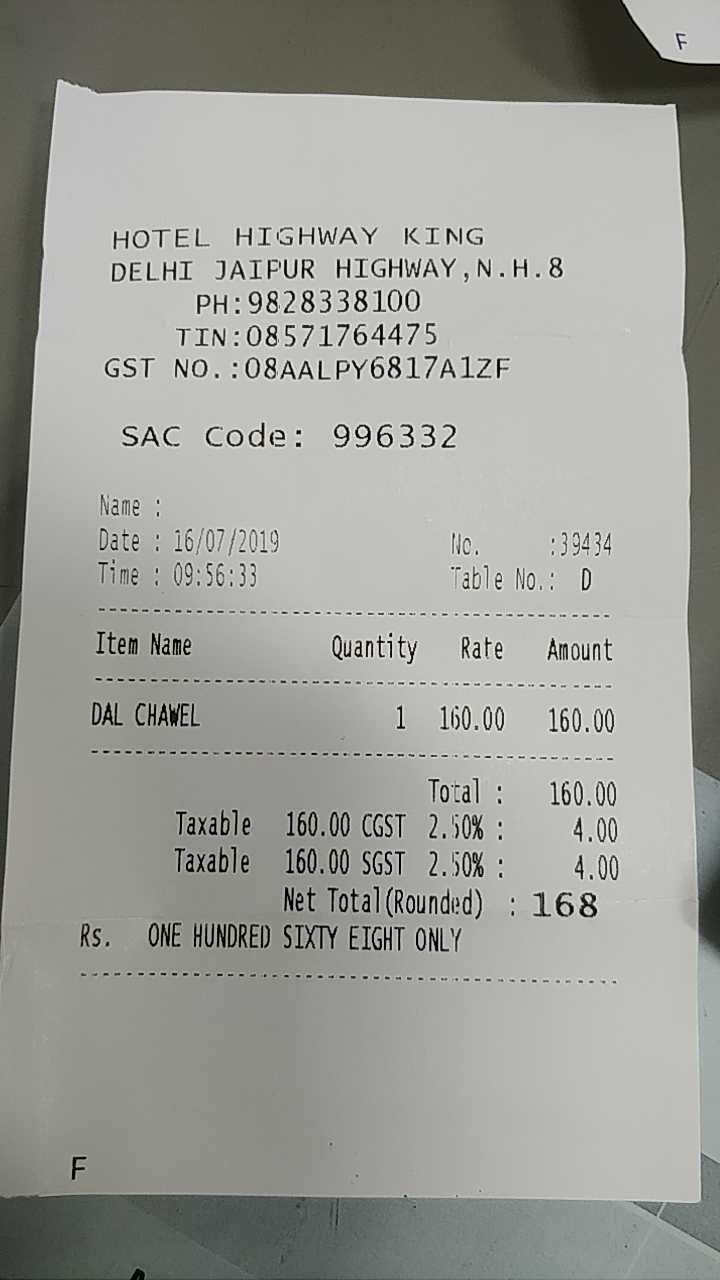 F
HOTEL HIGHWAY KING
DELHI JAIPUR HIGHWAY,N.H.8
PH:9828338100
TIN:08571764475
GST NO.:08AALPY6817A1ZF
SAC Code: 996332
Name :
Date : 16/07/2019 No. :39434
Time : 09:56:33 Table No.: D
Item Name Quantity Rate Amount
DAL CHAWEL 1 160.00 160.00
Total : 160.00
Taxable 160.00 CGST 2.50% : 4.00
Taxable 160.00 SGST 2.50% : 4.00
Net Total(Rounded) : 168
Rs. ONE HUNDRED SIXTY EIGHT ONLY
F